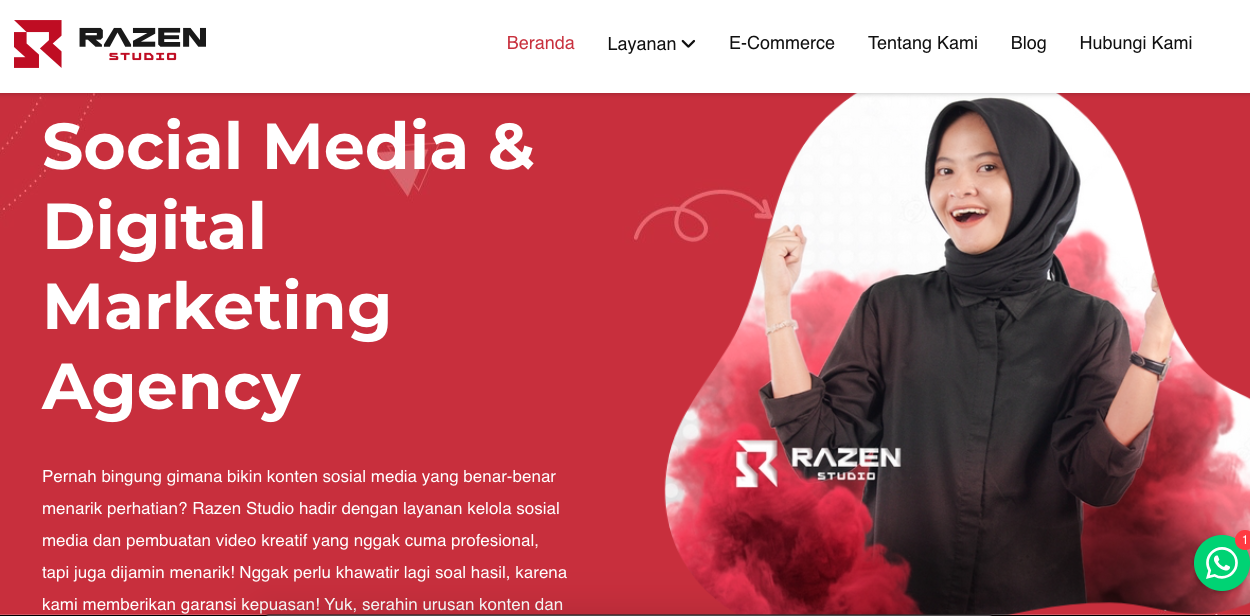 RAZEN
STUDIO
Beranda
Layanan
E-Commerce
Tentang Kami
Blog
Hubungi Kami
Social Media &
Digital
Marketing
Agency
Pernah bingung gimana bikin konten sosial media yang benar-benar
menarik perhatian? Razen Studio hadir dengan layanan kelola sosial
media dan pembuatan video kreatif yang nggak cuma profesional,
tapi juga dijamin menarik! Nggak perlu khawatir lagi soal hasil, karena
kami memberikan garansi kepuasan! Yuk, serahin urusan konten dan
RAZEN
STUDIO
1